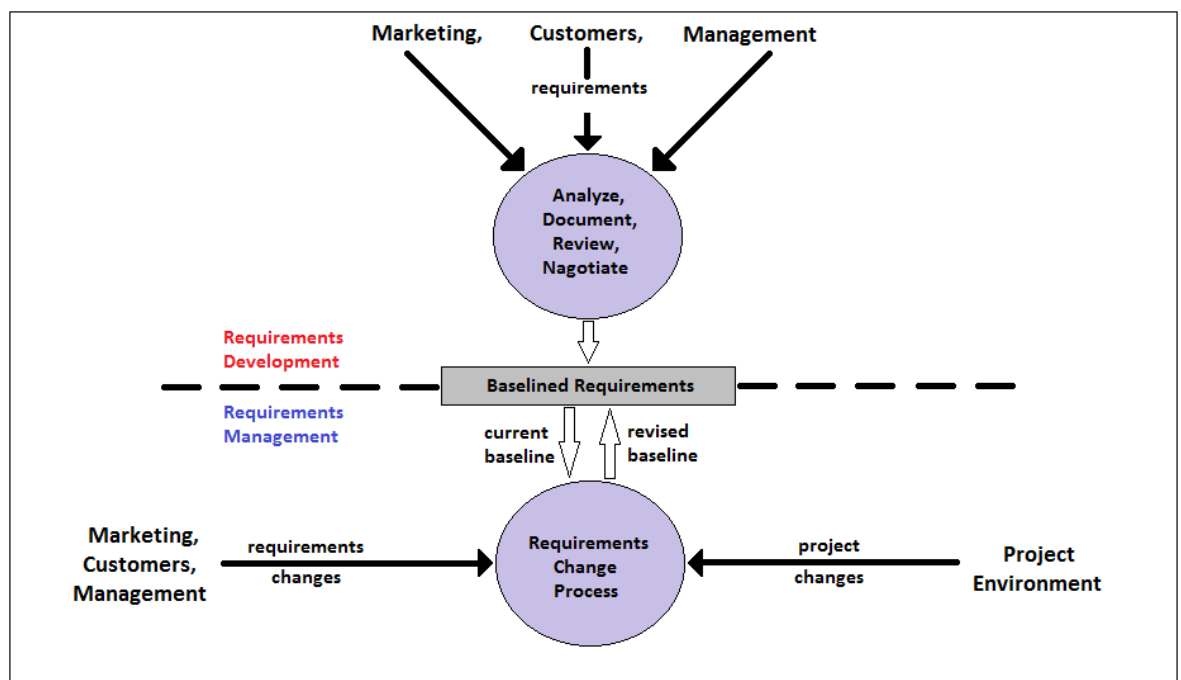 Marketing, Customers, Management
requirements
Analyze,
Document,
Review,
Nagotiate
Requirements
Development
Baselined Requirements
Requirements
Management
current
baseline
revised
baseline
Marketing,
Customers,
Management
requirements
changes
Requirements
Change
Process
project
changes
Project
Environment